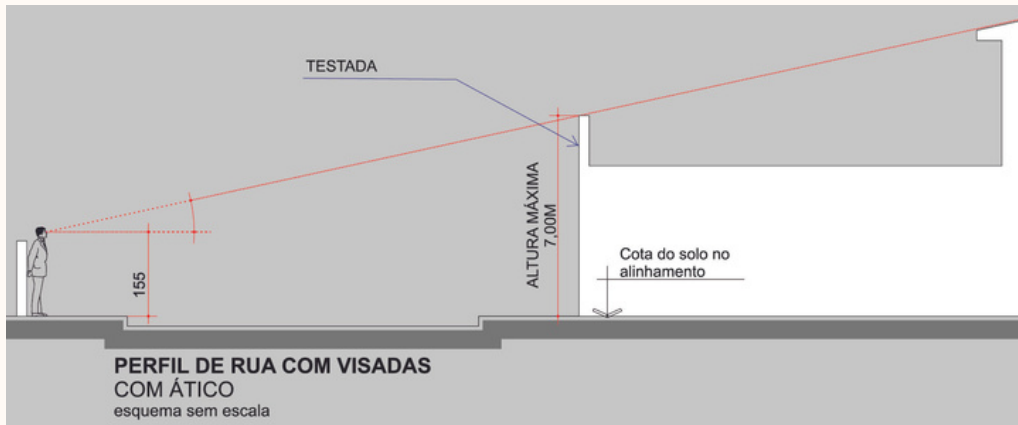 TESTADA
ALTURA MÁXIMA
7,00M
155
Cota do solo no
alinhamento
PERFIL DE RUA COM VISADAS
COM ÁTICO
esquema sem escala